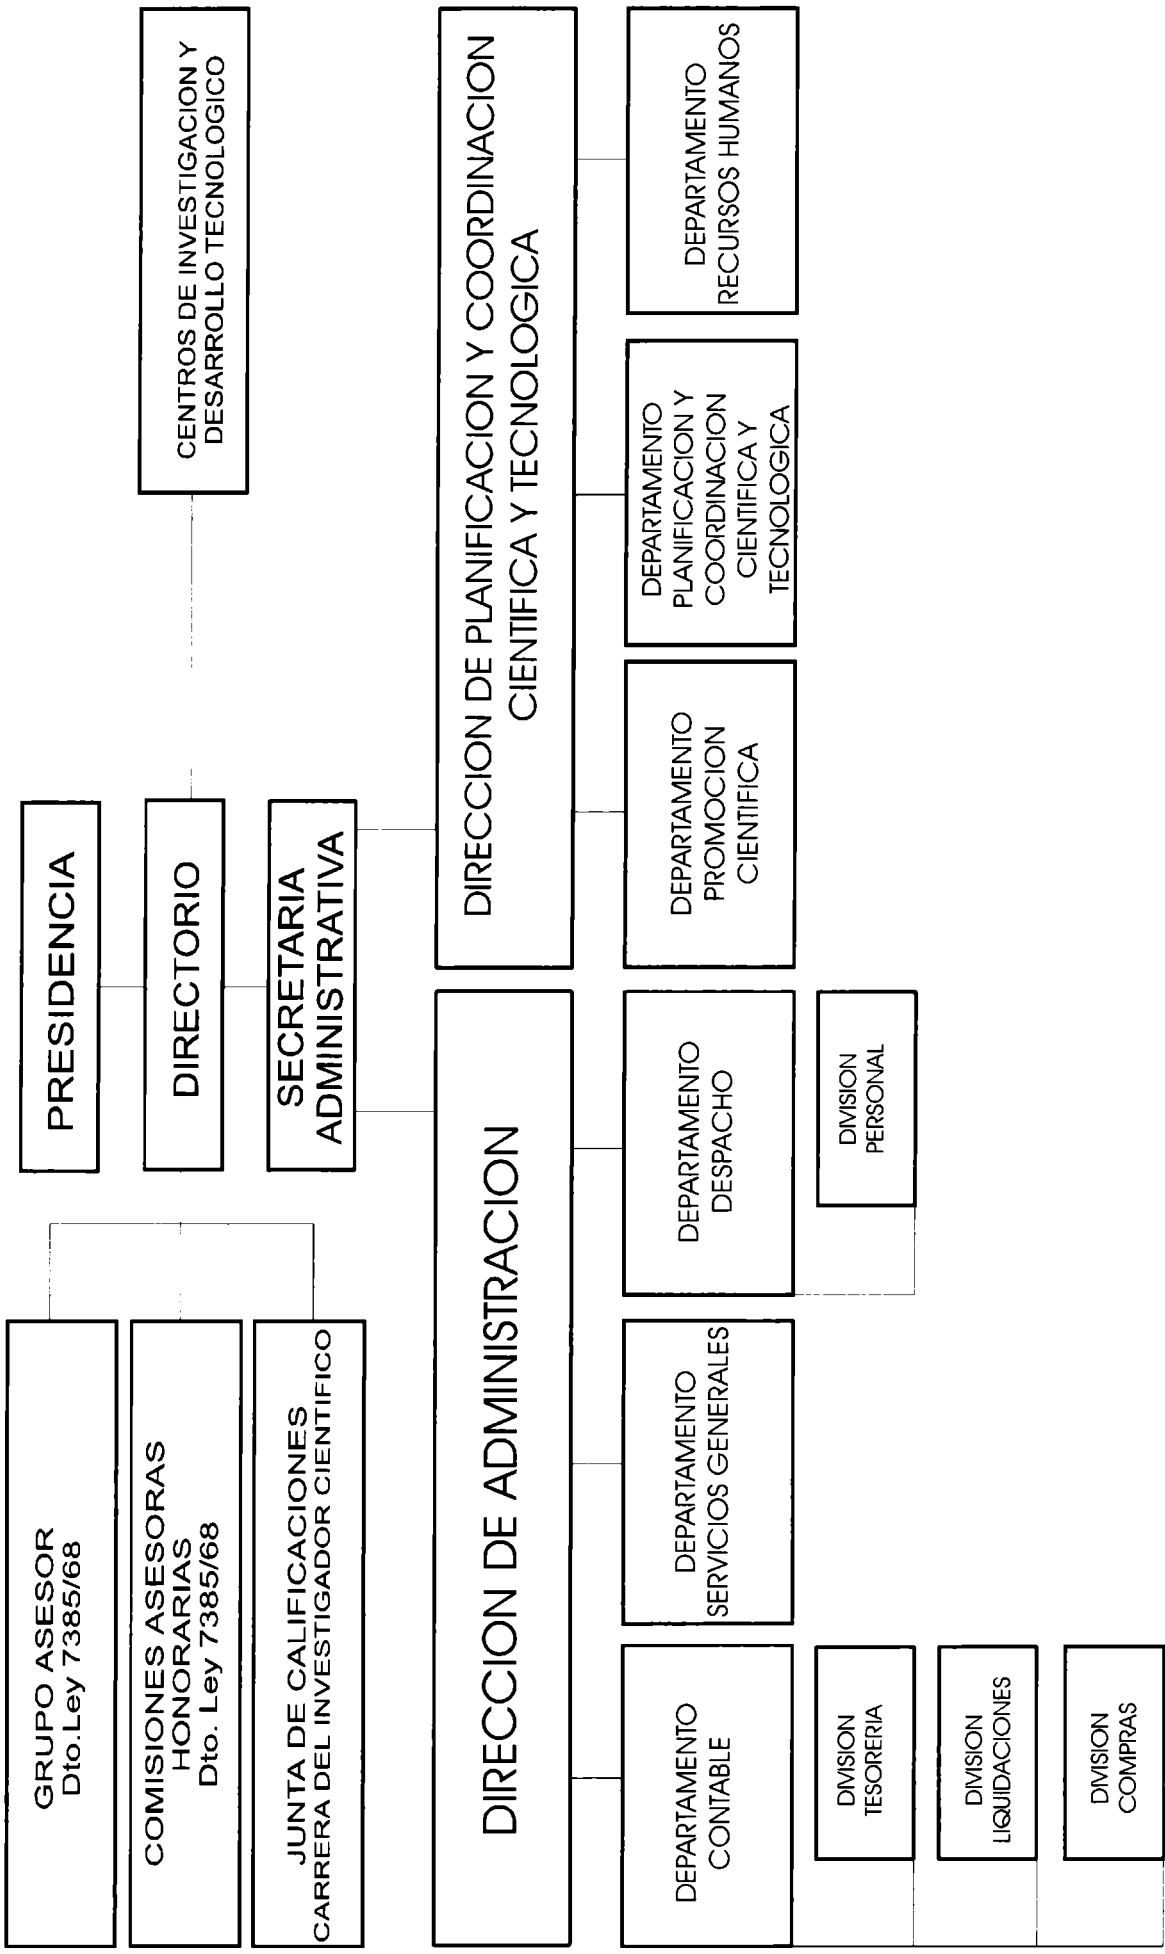 PRESIDENCIA
DIRECTORIO
SECRETARIA
ADMINISTRATIVA
GRUPO ASESOR
Dto.Ley 7385/68
COMISIONES ASESORAS
HONORARIAS
Dto. Ley 7385/68
JUNTA DE CALIFICACIONES
CARRERA DEL INVESTIGADOR CIENTIFICO
CENTROS DE INVESTIGACION Y
DESARROLLO TECNOLOGICO
DIRECCION DE ADMINISTRACION
DIRECCION DE PLANIFICACION Y COORDINACION
CIENTIFICA Y TECNOLOGICA
DEPARTAMENTO
CONTABLE
DEPARTAMENTO
SERVICIOS GENERALES
DEPARTAMENTO
DESPACHO
DEPARTAMENTO
PROMOCION
CIENTIFICA
DEPARTAMENTO
PLANIFICACION Y
COORDINACION
CIENTIFICA Y
TECNOLOGICA
DEPARTAMENTO
RECURSOS HUMANOS
DIVISION
TESORERIA
DIVISION
LIQUIDACIONES
DIVISION
COMPRAS
DIVISION
PERSONAL